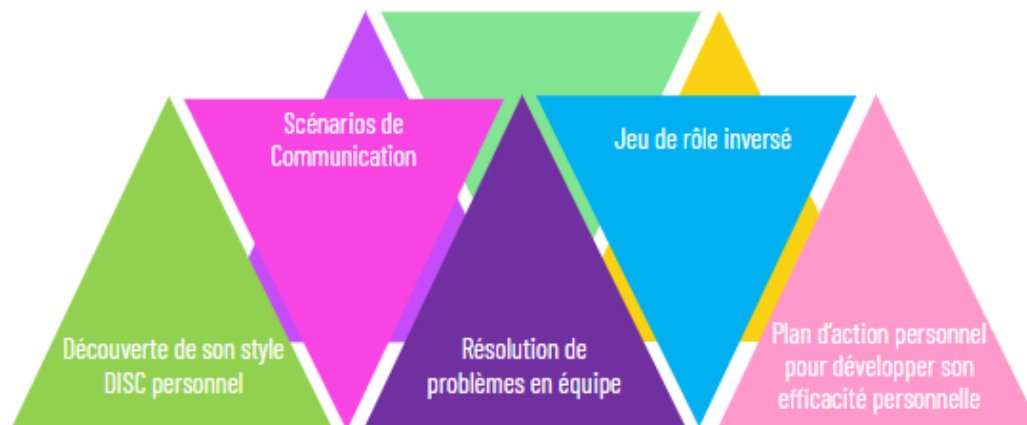 Scénarios de
Communication
Jeu de rôle inversé
Découverte de son style
DISC personnel
Résolution de
problèmes en équipe
Plan d'action personnel
pour développer son
efficacité personnelle